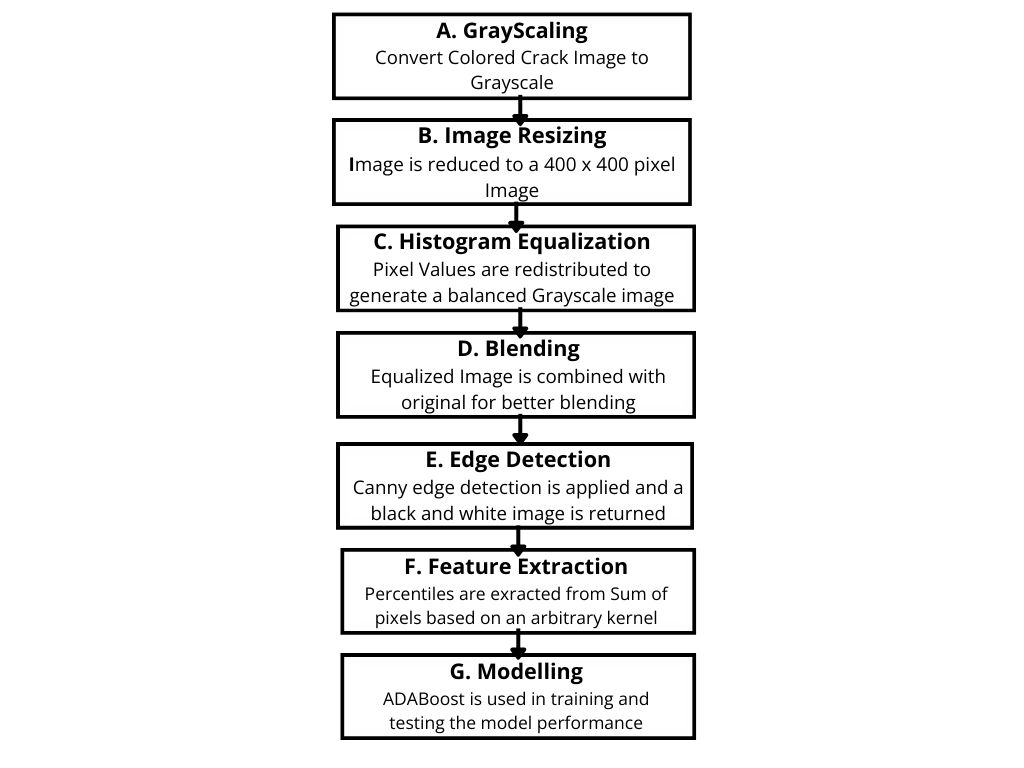 A. GrayScaling
Convert Colored Crack Image to
Grayscale
B. Image Resizing
Image is reduced to a 400 x 400 pixel
Image
C. Histogram Equalization
Pixel Values are redistributed to
generate a balanced Grayscale image
D. Blending
Equalized Image is combined with
original for better blending
E. Edge Detection
Canny edge detection is applied and a
black and white image is returned
F. Feature Extraction
Percentiles are exracted from Sum of
pixels based on an arbitrary kernel
G. Modelling
ADABoost is used in training and
testing the model performance